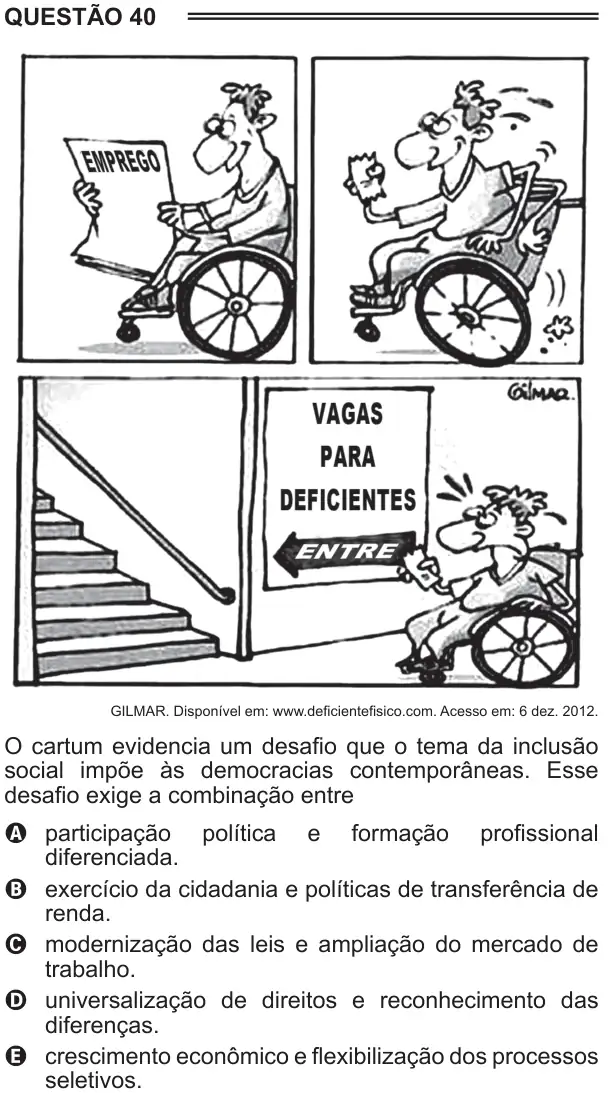 QUESTÃO 40
EMPREGO
GILMAR.
VAGAS
PARA
DEFICIENTES
ENTRE
GILMAR. Disponível em: www.deficientefisico.com. Acesso em: 6 dez. 2012.
O cartum evidencia um desafio que o tema da inclusão
social impõe às democracias contemporâneas. Esse
desafio exige a combinação entre
A participação política e formação profissional
diferenciada.
B exercício da cidadania e políticas de transferência de
renda.
C modernização das leis e ampliação do mercado de
trabalho.
D universalização de direitos e reconhecimento das
diferenças.
E crescimento econômico e flexibilização dos processos
seletivos.